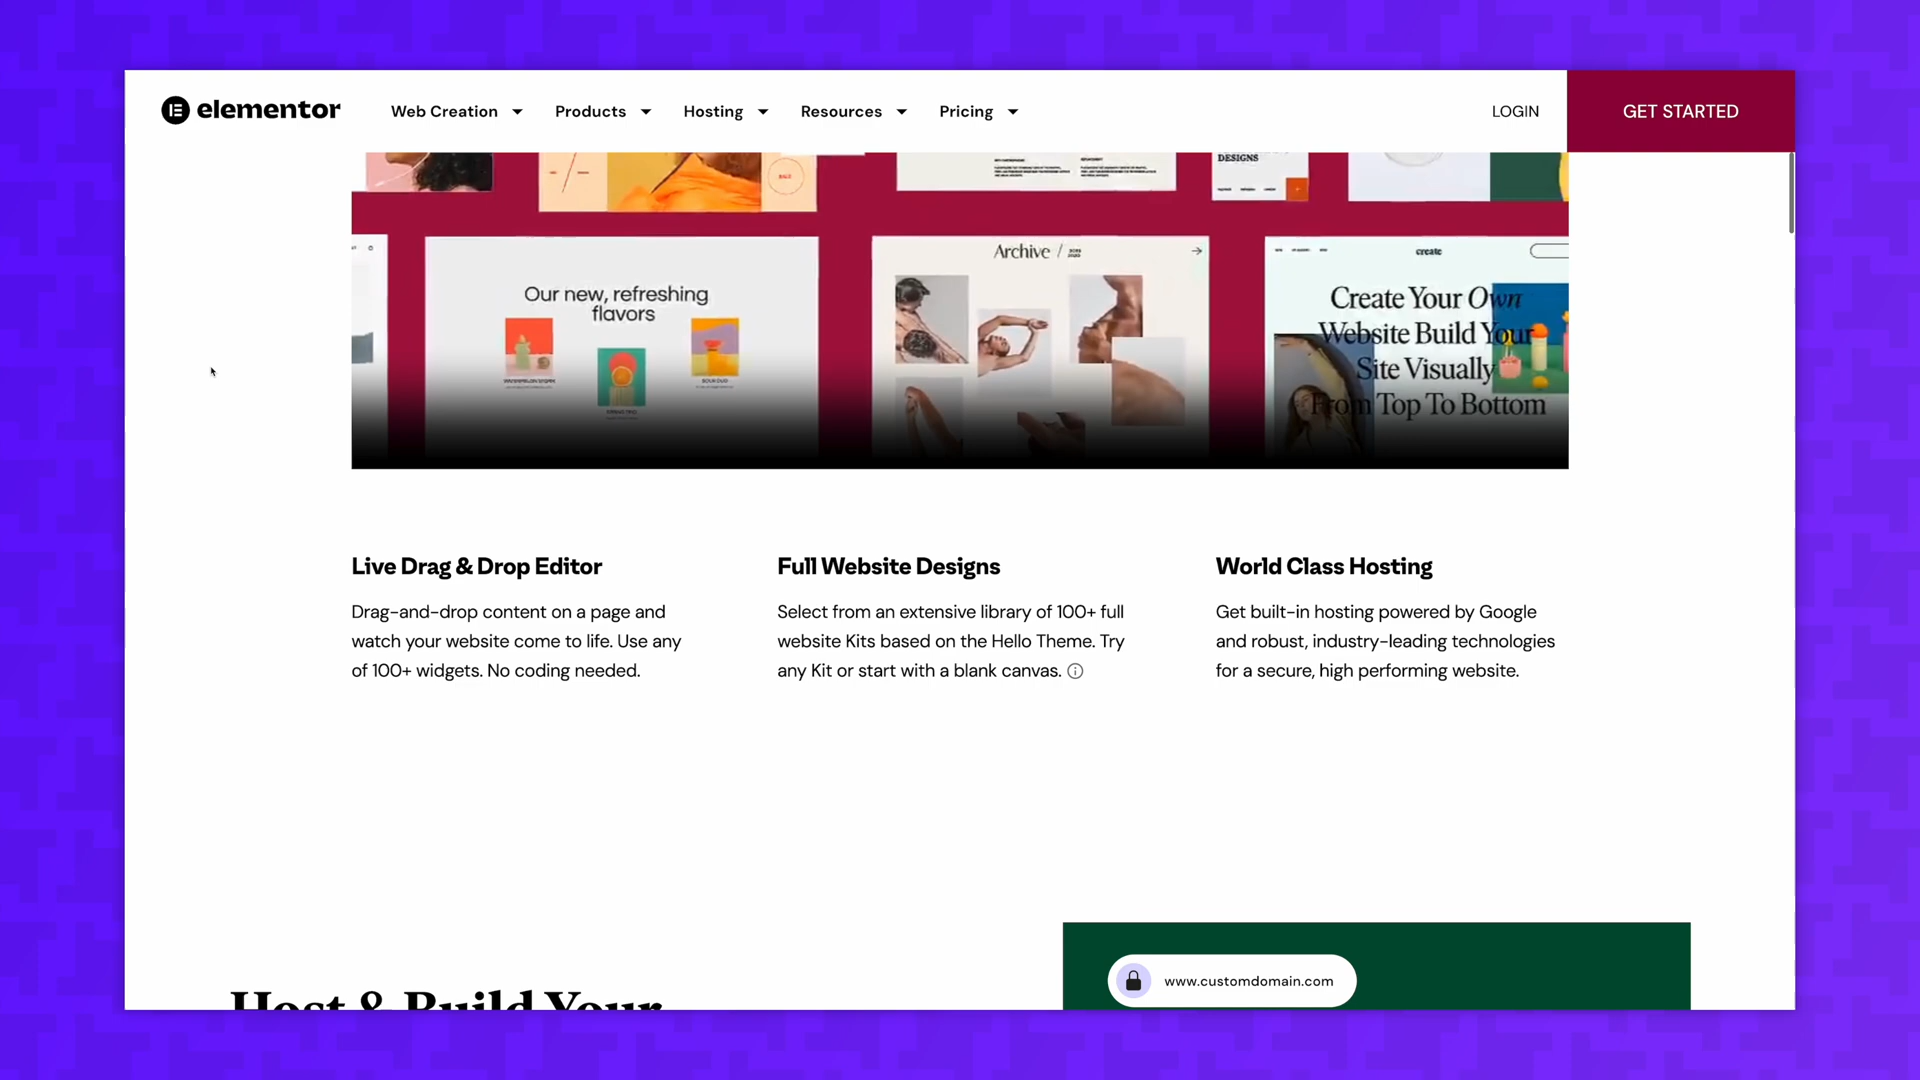 elementor
Web Creation
Products
Hosting
Resources
Pricing
LOGIN
GET STARTED
SALE
DESIGNS
Our new, refreshing
flavors
Archive /
create
Create Your Own
Website Build Your
Site Visually
From Top To Bottom
Live Drag & Drop Editor
Drag-and-drop content on a page and
watch your website come to life. Use any
of 100+ widgets. No coding needed.
Full Website Designs
Select from an extensive library of 100+ full
website Kits based on the Hello Theme. Try
any Kit or start with a blank canvas.
World Class Hosting
Get built-in hosting powered by Google
and robust, industry-leading technologies
for a secure, high performing website.
Host & Build Your
www.customdomain.com